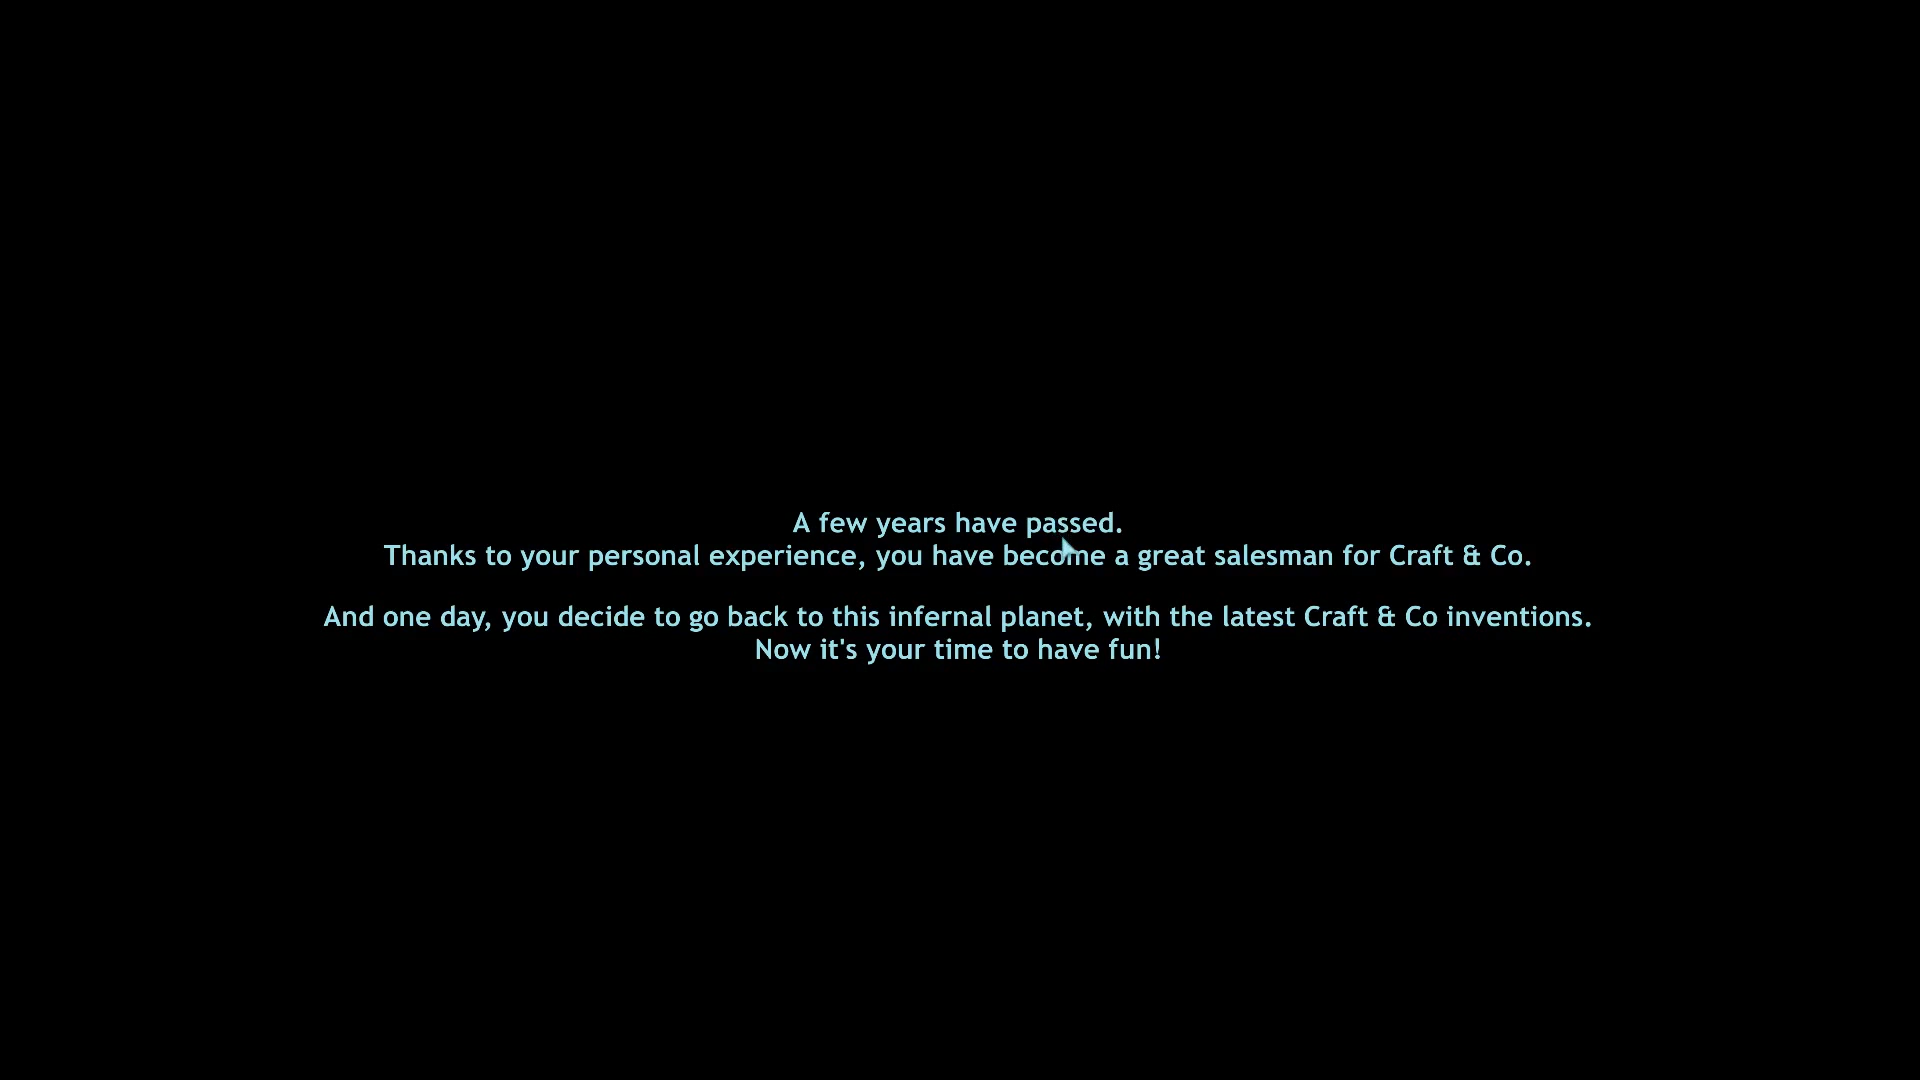 A few years have passed.
Thanks to your personal experience, you have become a great salesman for Craft & Co.
And one day, you decide to go back to this infernal planet, with the latest Craft & Co inventions.
Now it's your time to have fun!